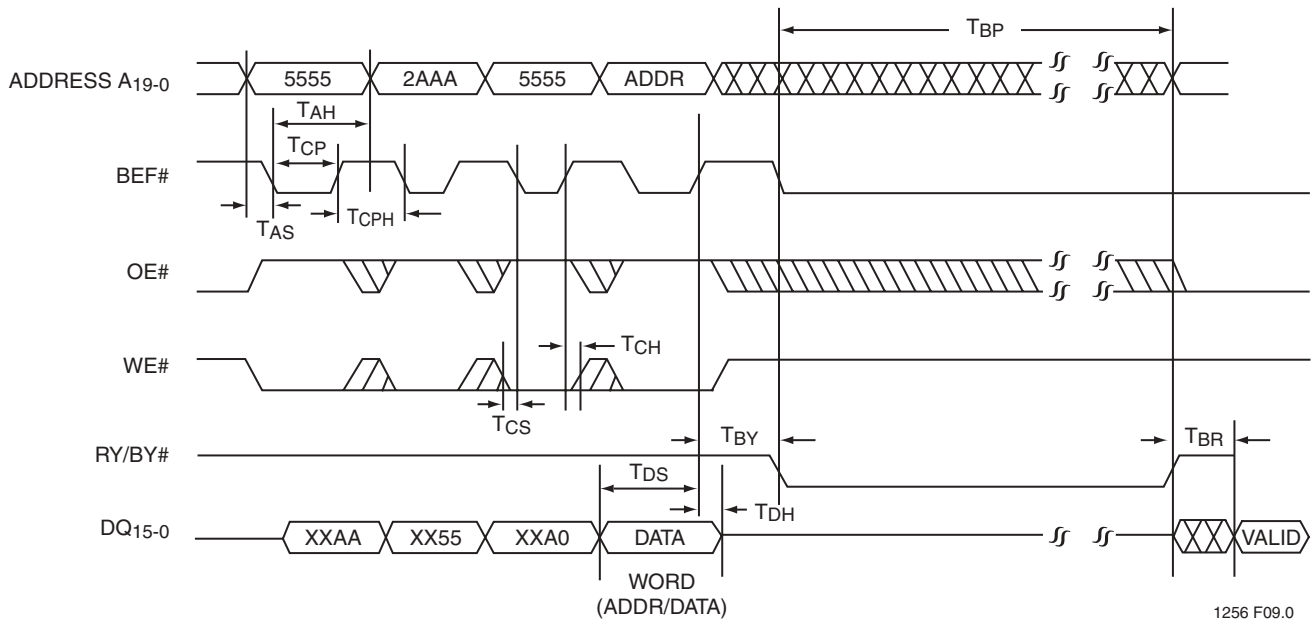 TBP
ADDRESS A19-0
5555 2AAA 5555 ADDR
TAH
TCP
BEF#
TCPH
TAS
OE#
WE#
TCH
TCS
TBY
TBR
RY/BY#
TDS
TDH
DQ15-0
XXAA XX55 XXA0 DATA VALID
WORD
(ADDR/DATA)
1256 F09.0